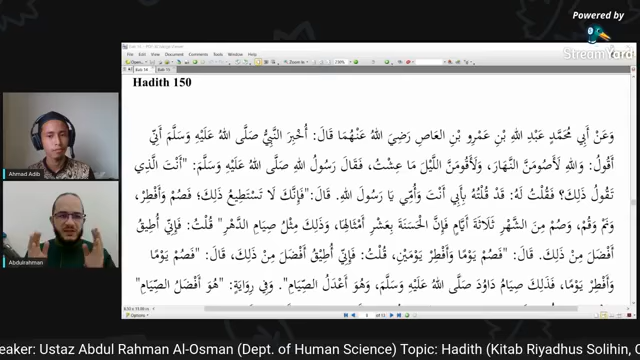 Powered by
StreamYard
Hadith 150
وَعَنْ أَبِي مُحَمَّدٍ عَبْدِ اللهِ بْنِ عَمْرِو بْنِ العَاصِ رَضِيَ اللهُ عَنْهُمَا قَالَ: أُخْبِرَ النَّبِيُّ صَلَّى اللهُ عَلَيْهِ وَسَلَّمَ أَنِّي
أَقُولُ: وَاللهِ لَأَصُومَنَّ النَّهَارَ، وَلَأَقُومَنَّ اللَّيْلَ مَا عِشْتُ، فَقَالَ رَسُولُ اللهِ صَلَّى اللهُ عَلَيْهِ وَسَلَّمَ: "أَنْتَ الَّذِي
تَقُولُ ذَلِكَ؟ فَقُلْتُ لَهُ: قَدْ قُلْتُهُ بِأَبِي أَنْتَ وَأُمِّي يَا رَسُولَ اللهِ. قَالَ: "فَإِنَّكَ لَا تَسْتَطِيعُ ذَلِكَ؛ فَصُمْ وَأَفْطِرْ،
وَنَمْ وَقُمْ، وَصُمْ مِنَ الشَّهْرِ ثَلَاثَةَ أَيَّامٍ فَإِنَّ الْحَسَنَةَ بِعَشْرِ أَمْثَالِهَا، وَذَلِكَ مِثْلُ صِيَامِ الدَّهْرِ" قُلْتُ: فَإِنِّي أُطِيقُ
أَفْضَلَ مِنْ ذَلِكَ. قَالَ: "فَصُمْ يَوْمًا وَأَفْطِرْ يَوْمَيْنِ، قُلْتُ: فَإِنِّي أُطِيْقُ أَفْضَلَ مِنْ ذَلِكَ، قَالَ: "فَصُمْ يَوْمًا
وَأَفْطِرْ يَوْمًا، فَذَلِكَ صِيَامُ دَاوُدَ صَلَّى اللهُ عَلَيْهِ وَسَلَّمَ، وَهُوَ أَعْدَلُ الصِّيَامِ". وَفِي رِوَايَةٍ: "هُوَ أَفْضَلُ الصِّيَامِ"
Ahmad Adib
Abdulrahman
eaker: Ustaz Abdul Rahman Al-Osman (Dept. of Human Science) Topic: Hadith (Kitab Riyadhus Solihin,